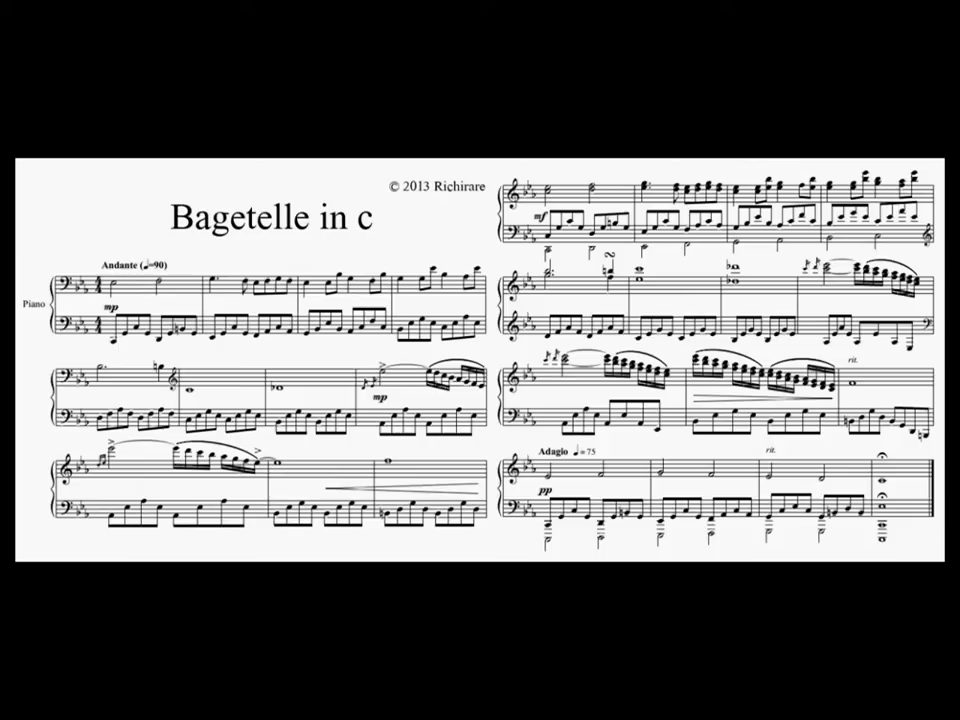 © 2013 Richirare
Bagetelle in c
Andante (♩=90)
Piano
mp
mp
mf
rit.
Adagio ♩=75
rit.
pp